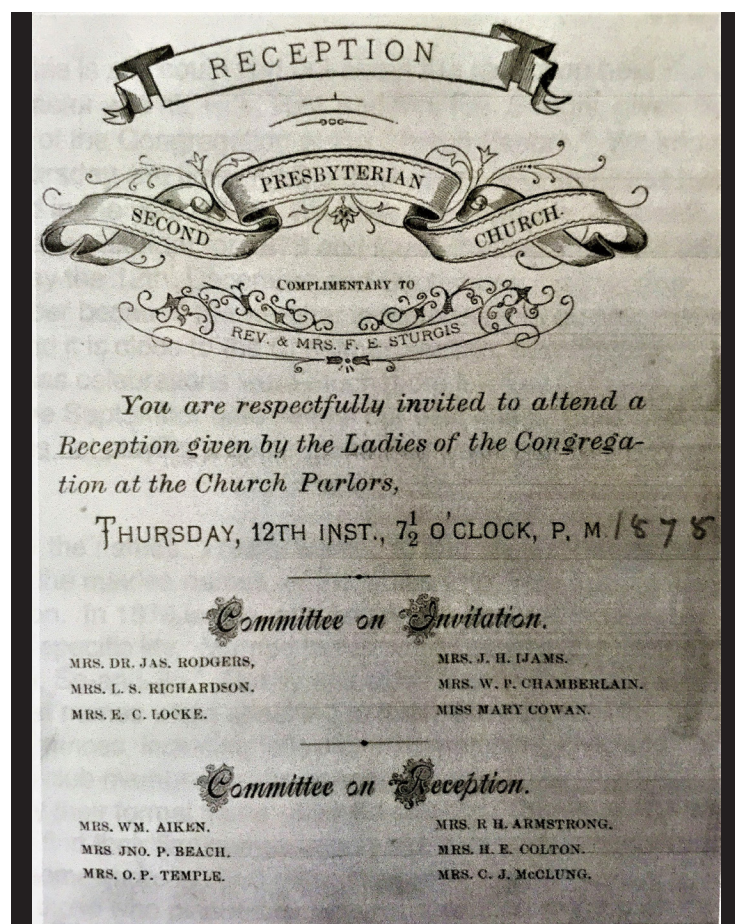 RECEPTION
SECOND PRESBYTERIAN CHURCH.
COMPLIMENTARY TO
REV. & MRS. F. E. STURGIS
You are respectfully invited to attend a
Reception given by the Ladies of the Congrega-
tion at the Church Parlors,
THURSDAY, 12TH INST., 7½ O'CLOCK, P. M 1878
Committee on Invitation.
MRS. DR. JAS. RODGERS,
MRS. L. S. RICHARDSON.
MRS. E. C. LOCKE.
MRS. J. H. IJAMS.
MRS. W. P. CHAMBERLAIN.
MISS MARY COWAN.
Committee on Reception.
MRS. WM. AIKEN.
MRS JNO. P. BEACH.
MRS. O. P. TEMPLE.
MRS. R H. ARMSTRONG.
MRS. H. E. COLTON.
MRS. C. J. McCLUNG.